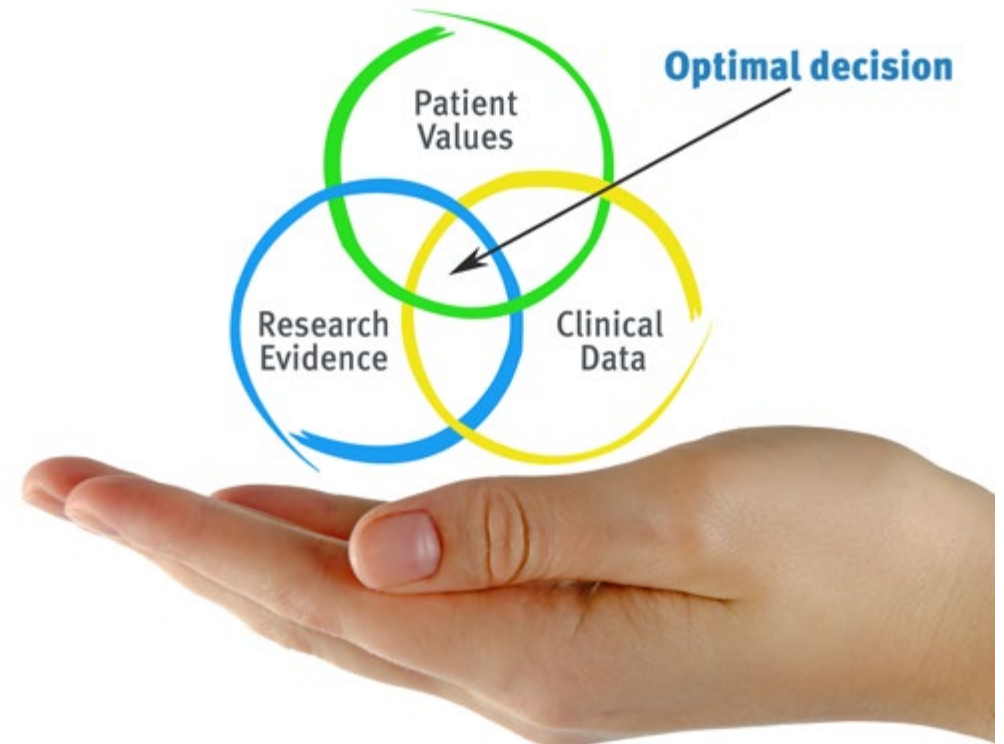 Optimal decision
Patient
Values
Research
Evidence
Clinical
Data